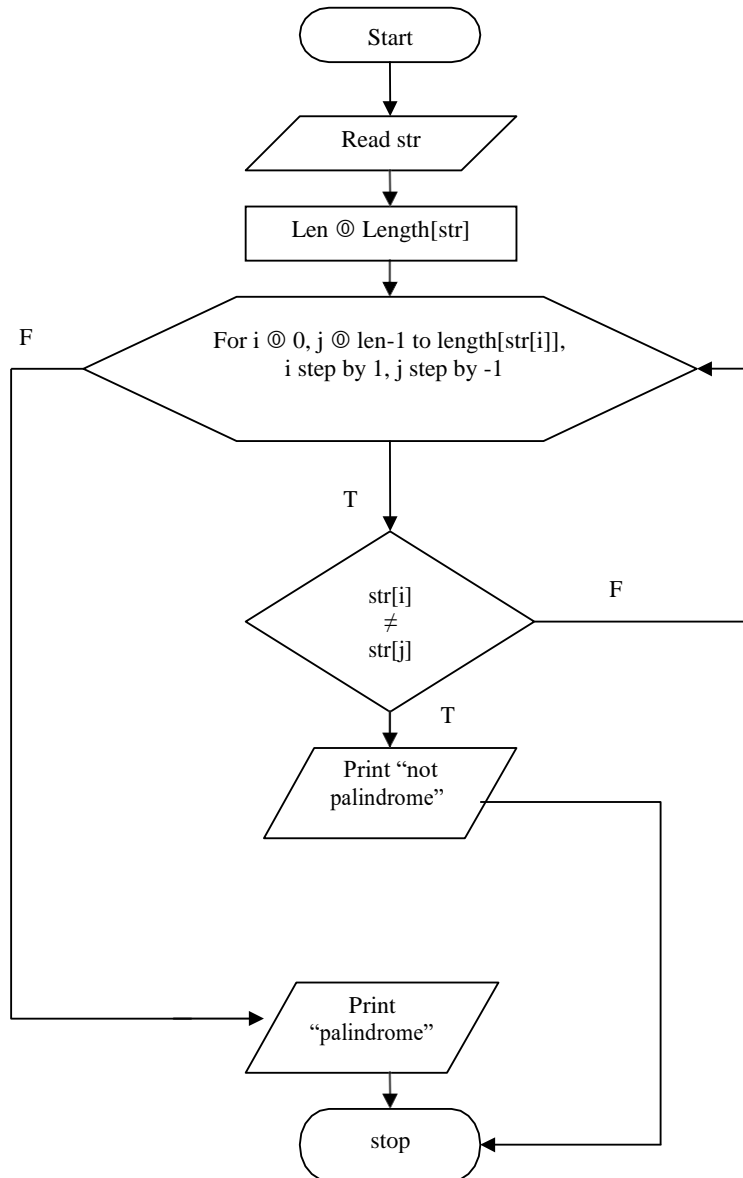 Start
Read str
Len ⓪ Length[str]
F
For i ⓪ 0, j ⓪ len-1 to length[str[i]],
i step by 1, j step by -1
T
str[i]
≠
str[j]
F
T
Print “not
palindrome”
Print
“palindrome”
stop